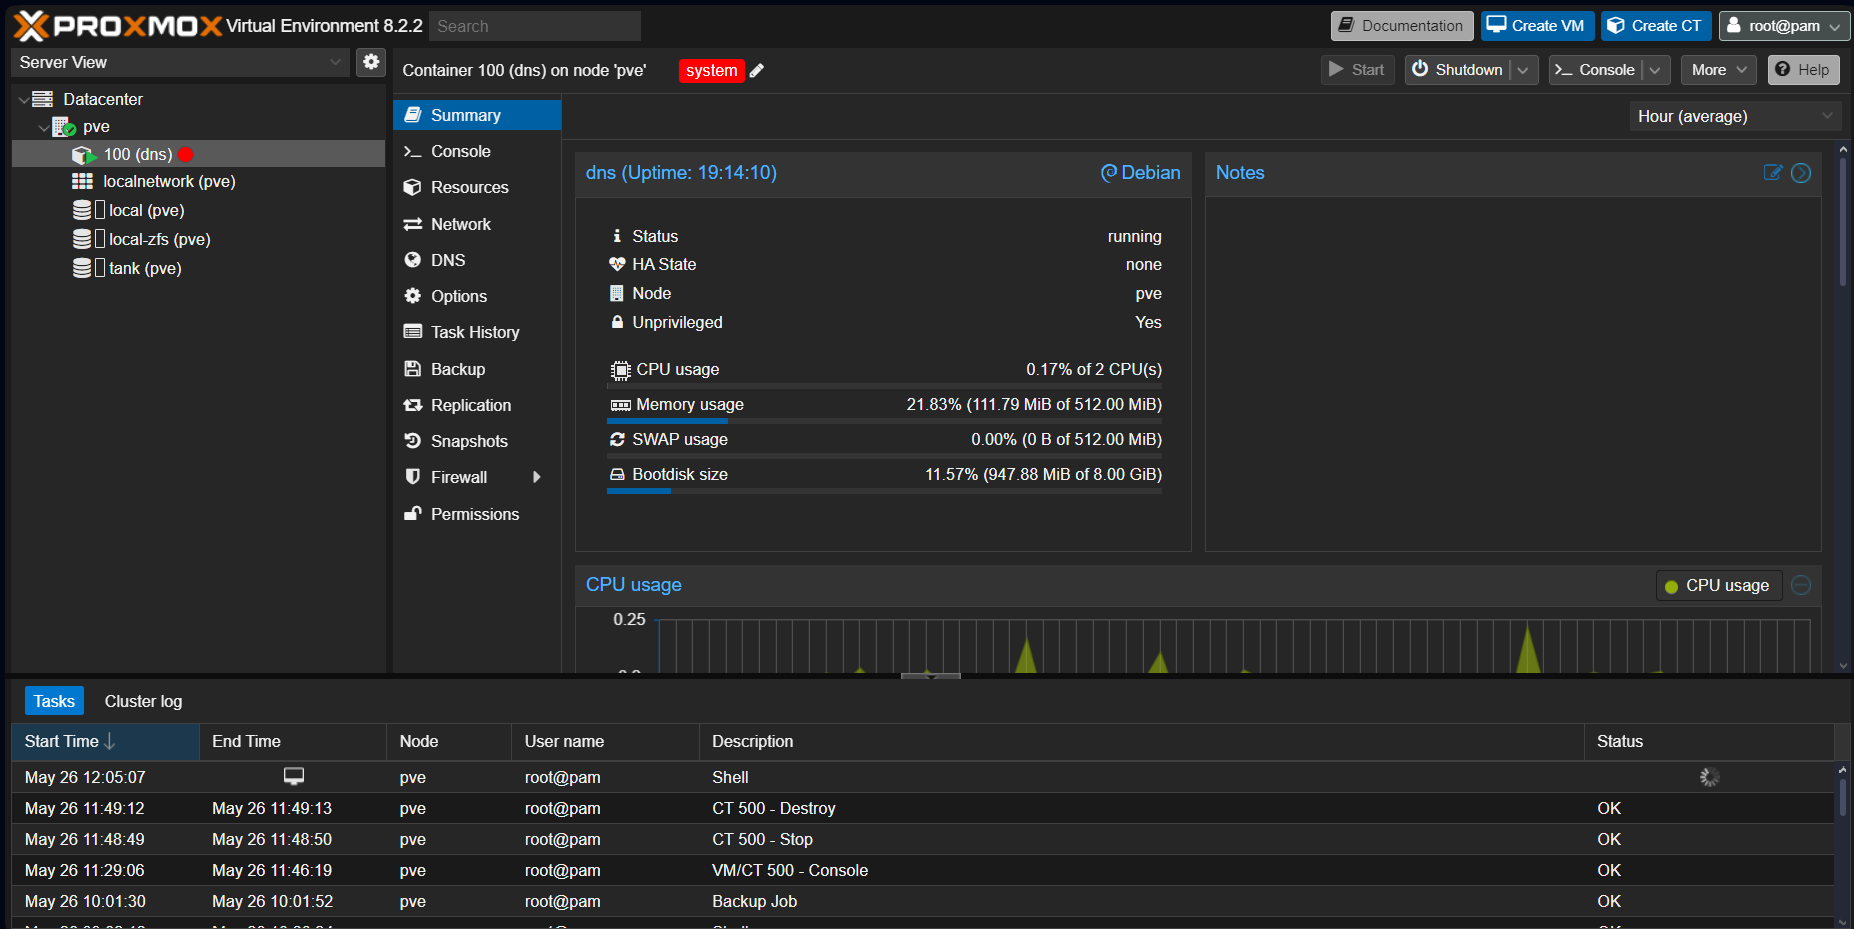 PROXMOX Virtual Environment 8.2.2 Search Documentation Create VM Create CT root@pam
Server View
Container 100 (dns) on node 'pve' system Start Shutdown Console More Help
Datacenter
pve
100 (dns)
localnetwork (pve)
local (pve)
local-zfs (pve)
tank (pve)
Summary
Console
Resources
Network
DNS
Options
Task History
Backup
Replication
Snapshots
Firewall
Permissions
Hour (average)
dns (Uptime: 19:14:10) Debian
Status running
HA State none
Node pve
Unprivileged Yes
CPU usage 0.17% of 2 CPU(s)
Memory usage 21.83% (111.79 MiB of 512.00 MiB)
SWAP usage 0.00% (0 B of 512.00 MiB)
Bootdisk size 11.57% (947.88 MiB of 8.00 GiB)
Notes
CPU usage CPU usage
0.25
Tasks Cluster log
Start Time End Time Node User name Description Status
May 26 12:05:07 pve root@pam Shell
May 26 11:49:12 May 26 11:49:13 pve root@pam CT 500 - Destroy OK
May 26 11:48:49 May 26 11:48:50 pve root@pam CT 500 - Stop OK
May 26 11:29:06 May 26 11:46:19 pve root@pam VM/CT 500 - Console OK
May 26 10:01:30 May 26 10:01:52 pve root@pam Backup Job OK